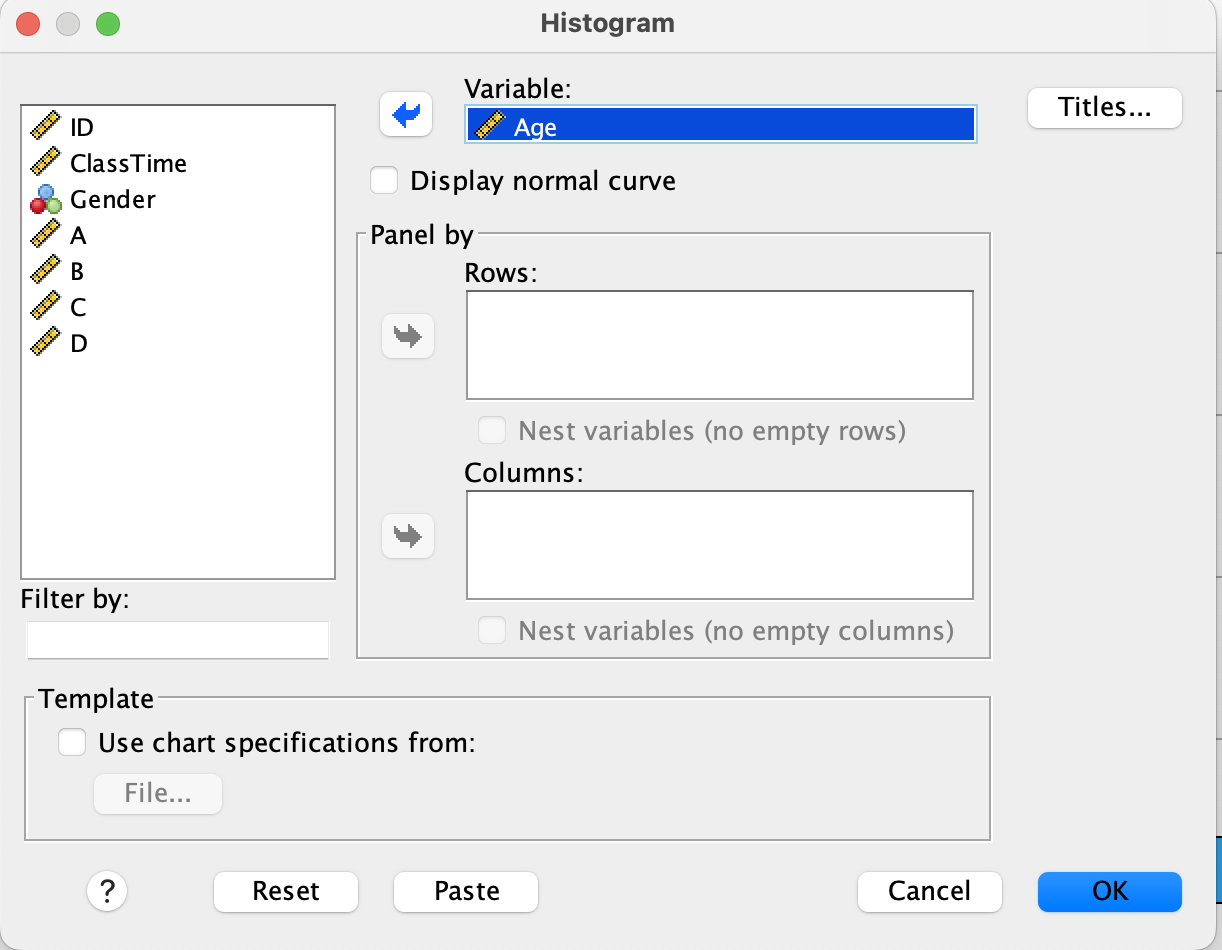 Histogram
ID
ClassTime
Gender
A
B
C
D
Filter by:
Variable:
Age
Titles...
Display normal curve
Panel by
Rows:
Nest variables (no empty rows)
Columns:
Nest variables (no empty columns)
Template
Use chart specifications from:
File...
?
Reset
Paste
Cancel
OK